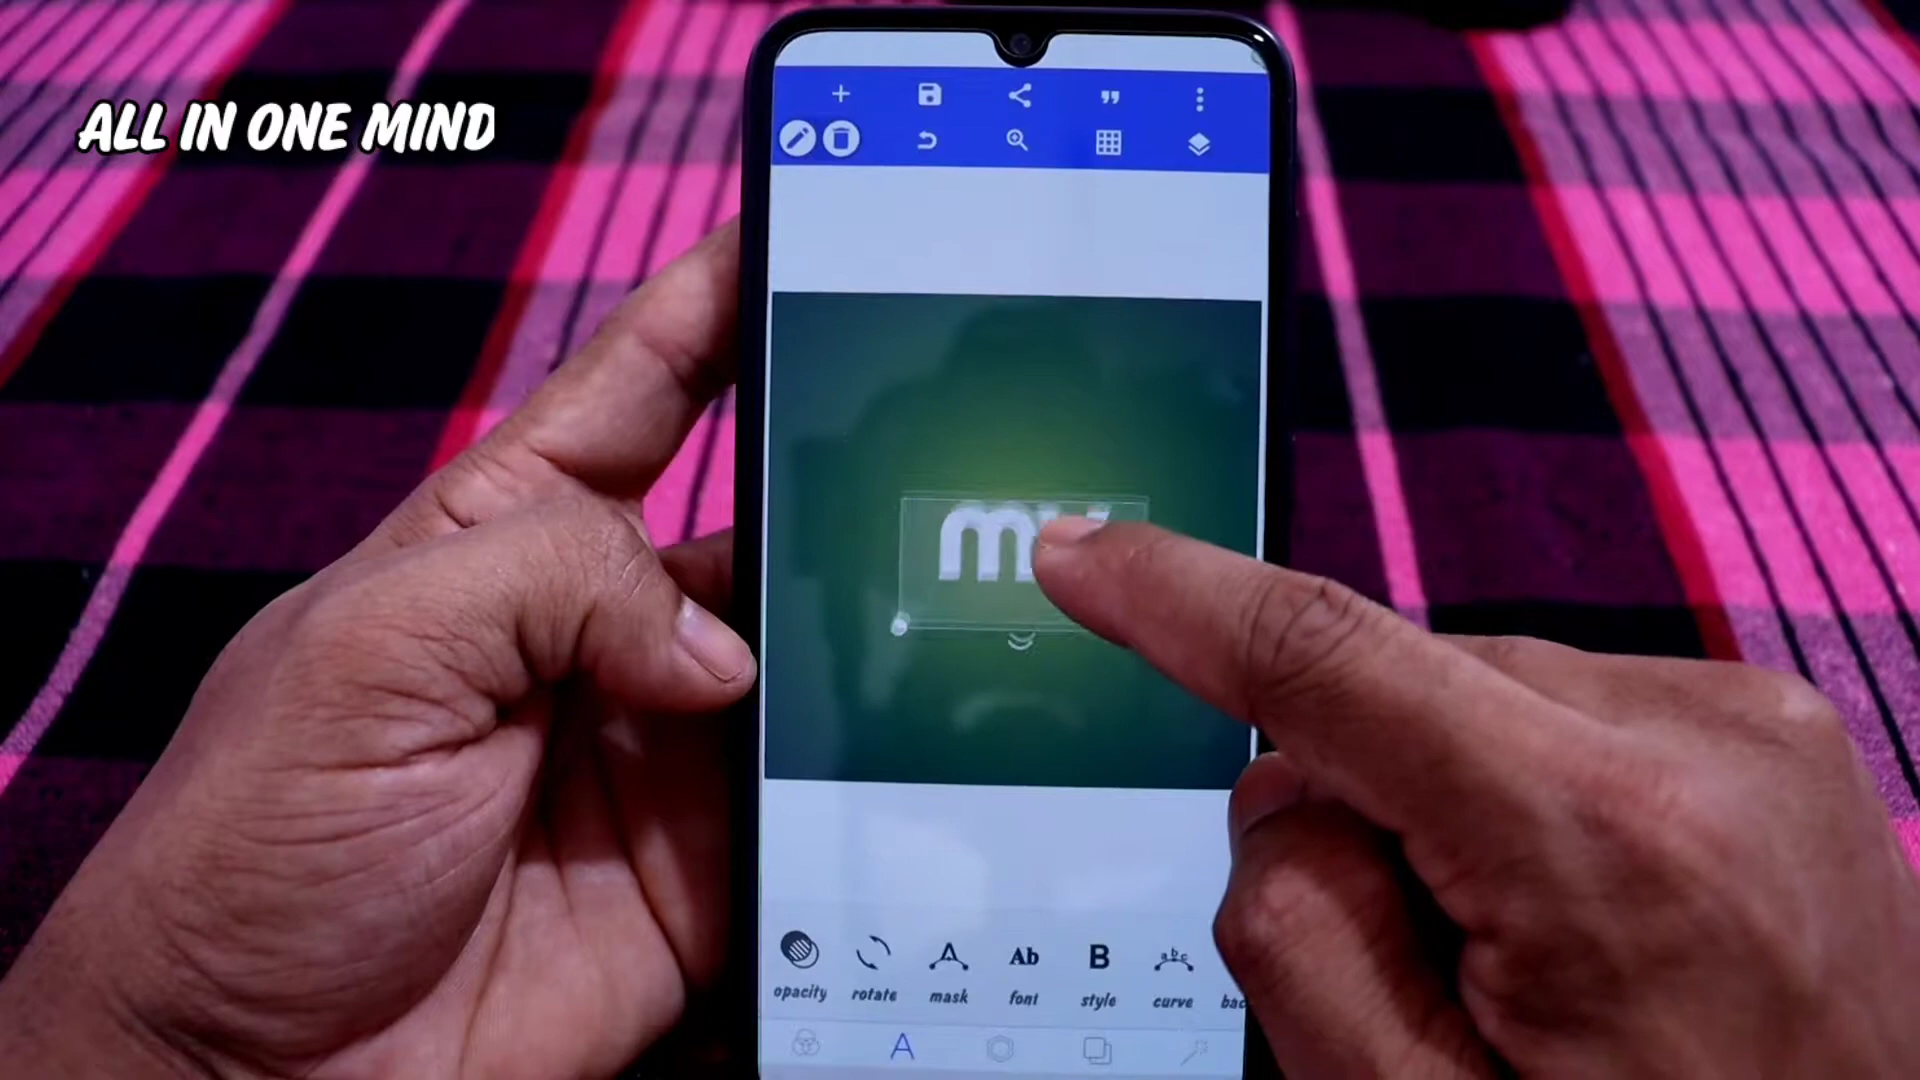 ALL IN ONE MIND
opacity
rotate
A
mask
Ab
font
B
style
abc
curve
A